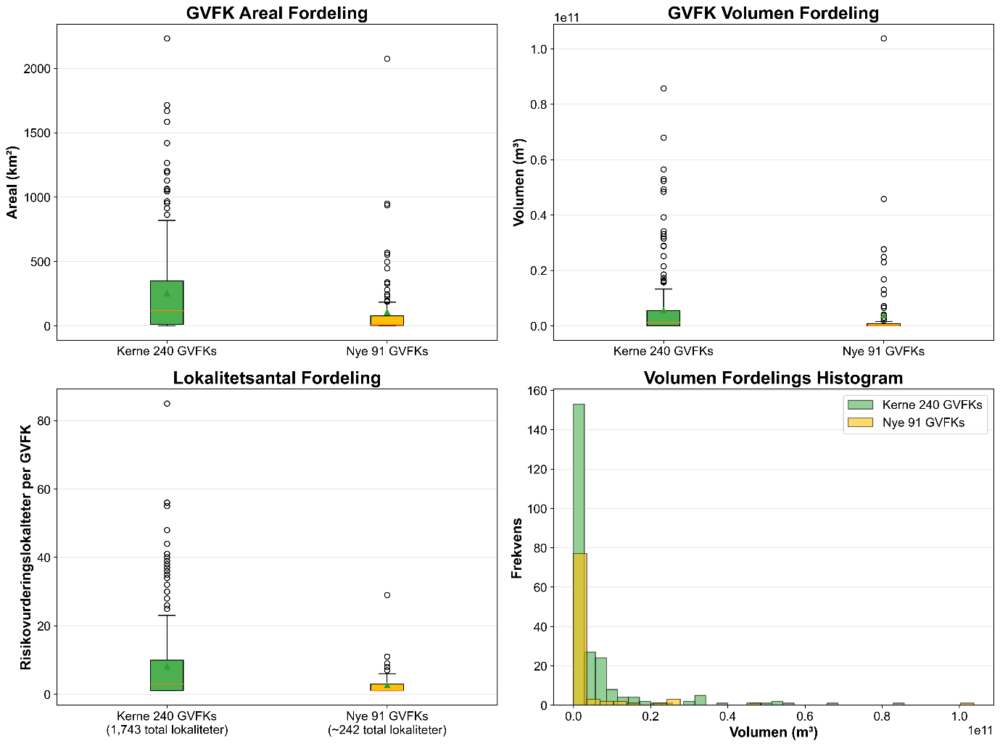 GVFK Areal Fordeling
Areal (km²)
2000
1500
1000
500
0
Kerne 240 GVFKs
Nye 91 GVFKs
GVFK Volumen Fordeling
1e11
Volumen (m³)
1.0
0.8
0.6
0.4
0.2
0.0
Kerne 240 GVFKs
Nye 91 GVFKs
Lokalitetsantal Fordeling
Risikovurderingslokalteter per GVFK
80
60
40
20
0
Kerne 240 GVFKs
(1,743 total lokaliteter)
Nye 91 GVFKs
(~242 total lokaliteter)
Volumen Fordelings Histogram
Kerne 240 GVFKs
Nye 91 GVFKs
Frekvens
160
140
120
100
80
60
40
20
0
0.0
0.2
0.4
0.6
0.8
1.0
1e11
Volumen (m³)